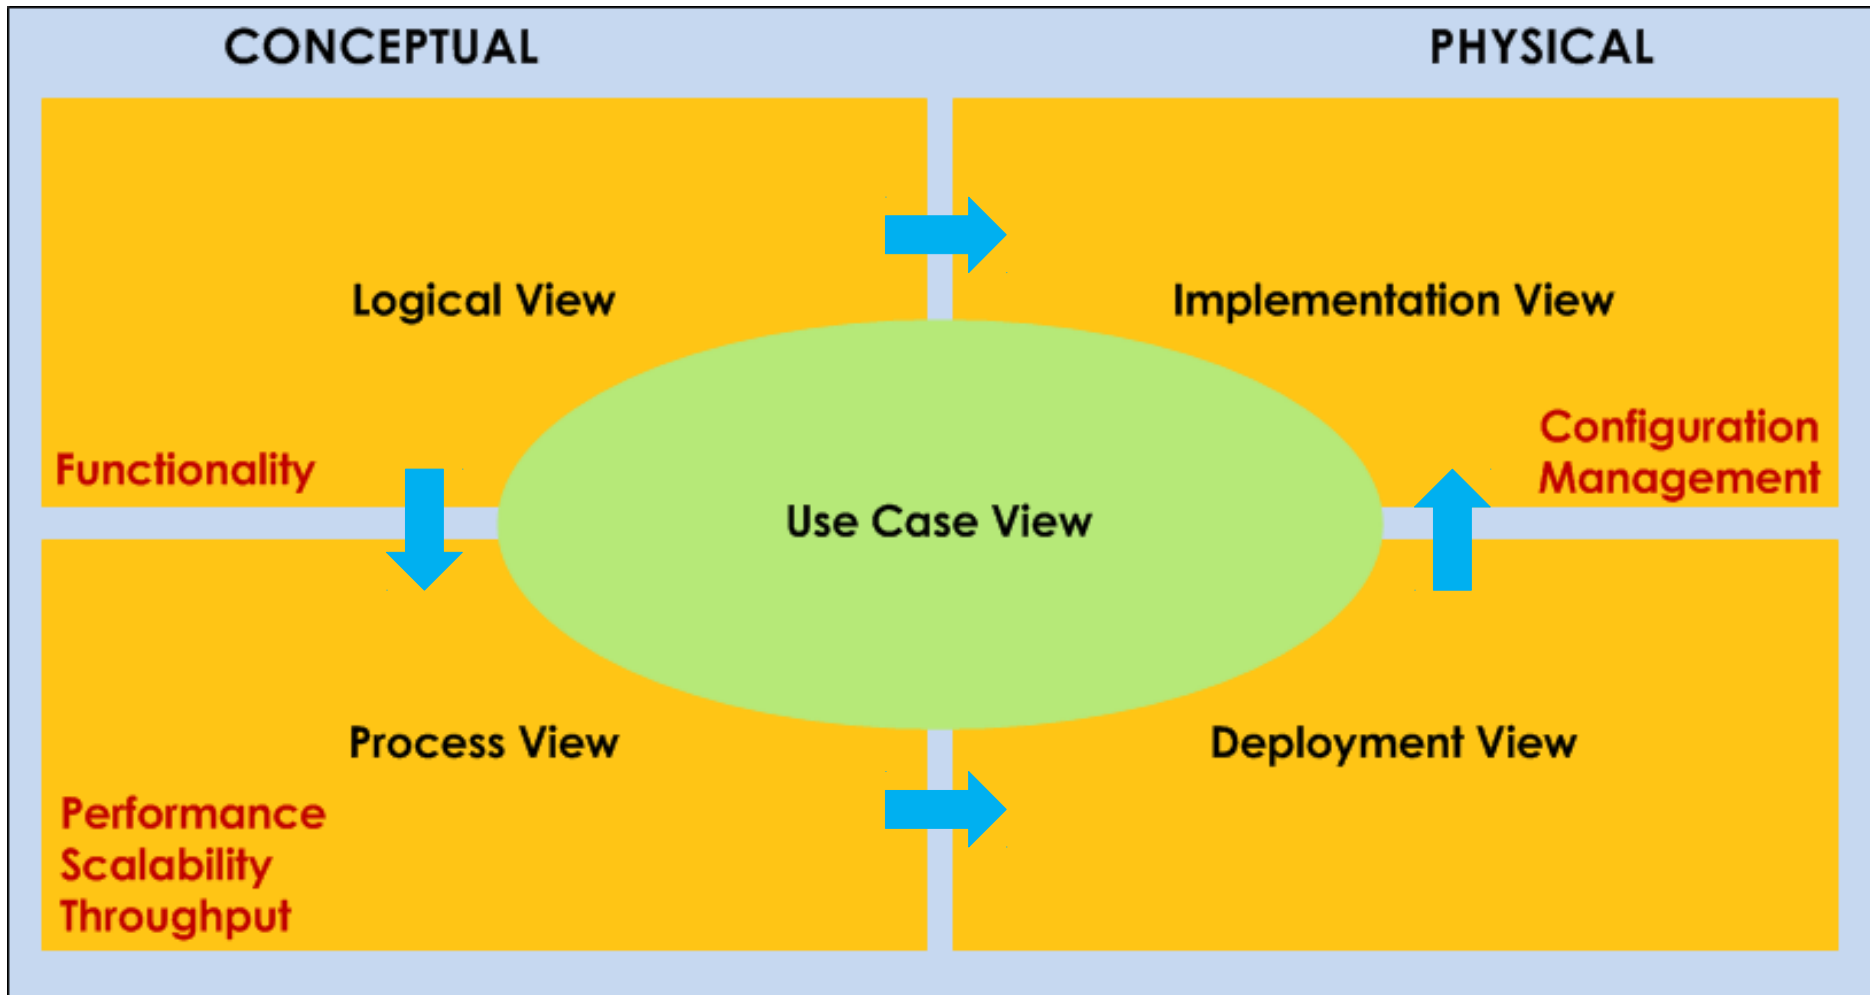 CONCEPTUAL
PHYSICAL
Logical View
Implementation View
Functionality
Configuration
Management
Use Case View
Process View
Deployment View
Performance
Scalability
Throughput